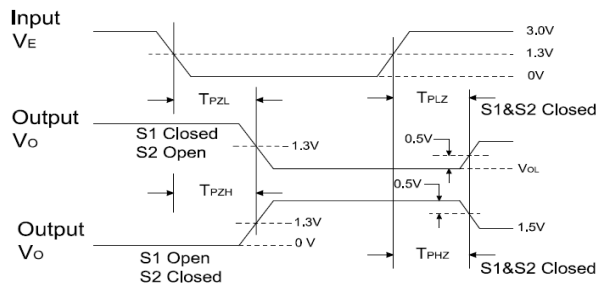 Input
VE
3.0V
1.3V
0V
TPZL
TPLZ
S1&S2 Closed
Output
VO
S1 Closed
S2 Open
1.3V
0.5V
VOL
TPZH
0.5V
Output
VO
1.3V
0 V
1.5V
S1 Open
S2 Closed
TPHZ
S1&S2 Closed